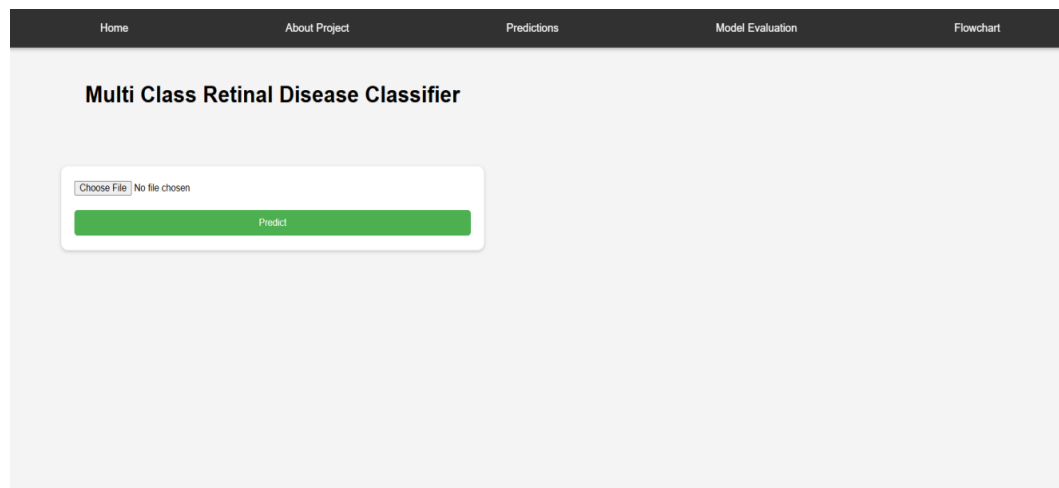 Home About Project Predictions Model Evaluation Flowchart
Multi Class Retinal Disease Classifier
Choose File No file chosen
Predict